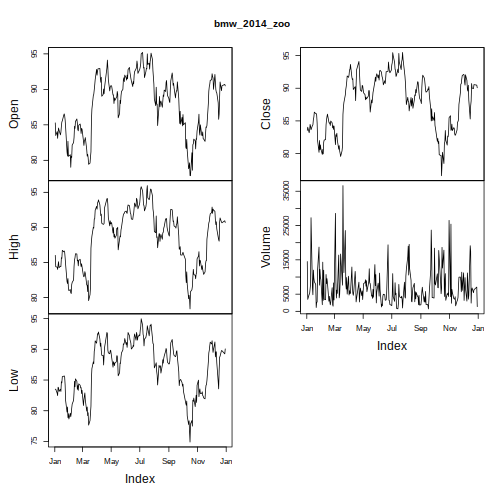 bmw_2014_zoo
Open
80 85 90 95
High
80 85 90 95
Low
75 80 85 90 95
Jan Mar May Jul Sep Nov Jan
Index
Close
80 85 90 95
Volume
0 5000 15000 25000 35000
Jan Mar May Jul Sep Nov Jan
Index